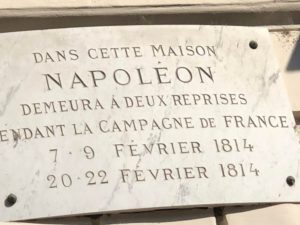 DANS CETTE MAISON
NAPOLÉON
DEMEURA À DEUX REPRISES
ENDANT LA CAMPAGNE DE FRANCE
7 · 9 FÉVRIER 1814
20 · 22 FÉVRIER 1814